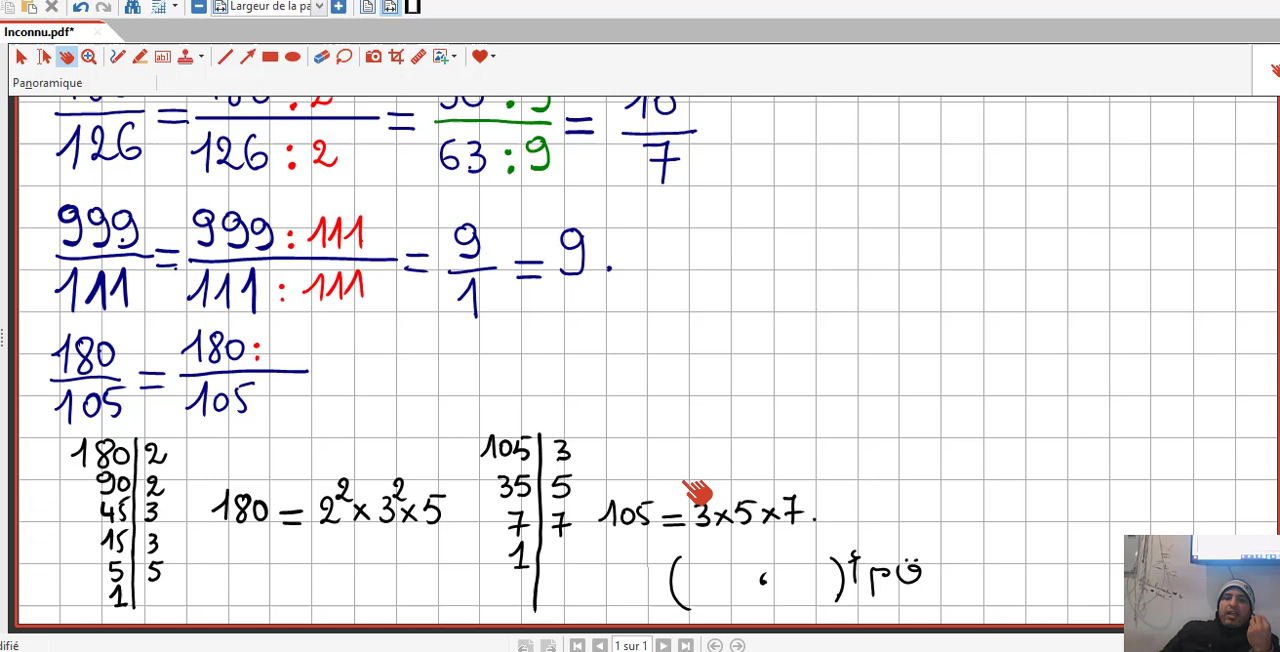 Largeur de la pa
Inconnu.pdf*
Panoramique
126 = 126 : 2 = 63 : 9 = 10/7
999/111 = 999 : 111/111 : 111 = 9/1 = 9 .
180/105 = 180 :/105
180 | 2
90 | 2
45 | 3
15 | 3
5 | 5
1
180 = 2² × 3² × 5
105 | 3
35 | 5
7 | 7
1
105 = 3 × 5 × 7 .
1 sur 1
difié